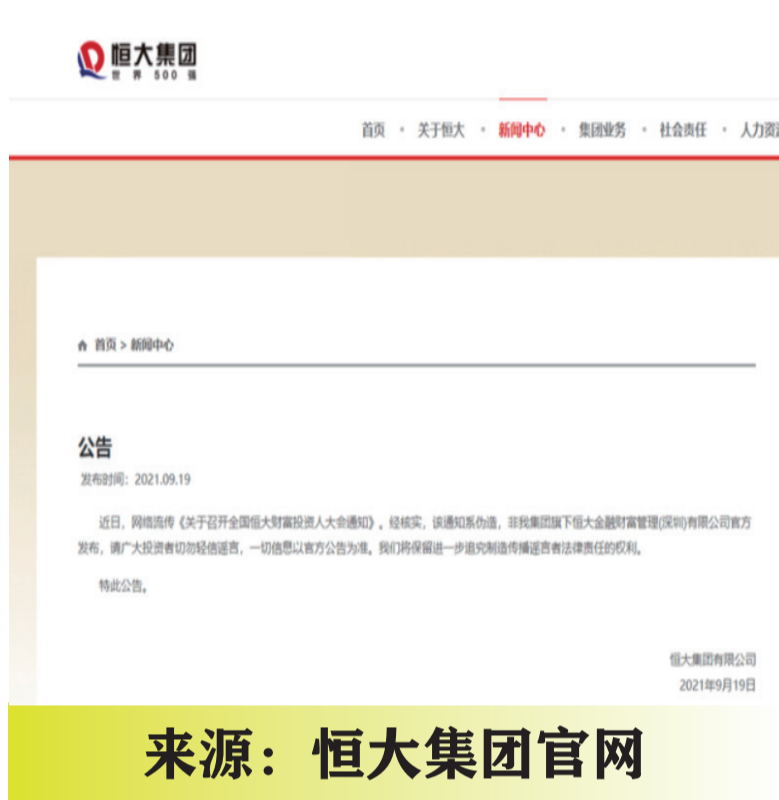 恒大集团
世界500强
首页 · 关于恒大 · 新闻中心 · 集团业务 · 社会责任 · 人力资
首页 > 新闻中心
公告
发布时间：2021.09.19
近日，网络流传《关于召开全国恒大财富投资人大会通知》。经核实，该通知系伪造，非我集团旗下恒大金融财富管理(深圳)有限公司官方
发布，请广大投资者切勿轻信谣言，一切信息以官方公告为准。我们将保留进一步追究制造传播谣言者法律责任的权利。
特此公告。
恒大集团有限公司
2021年9月19日
来源：恒大集团官网